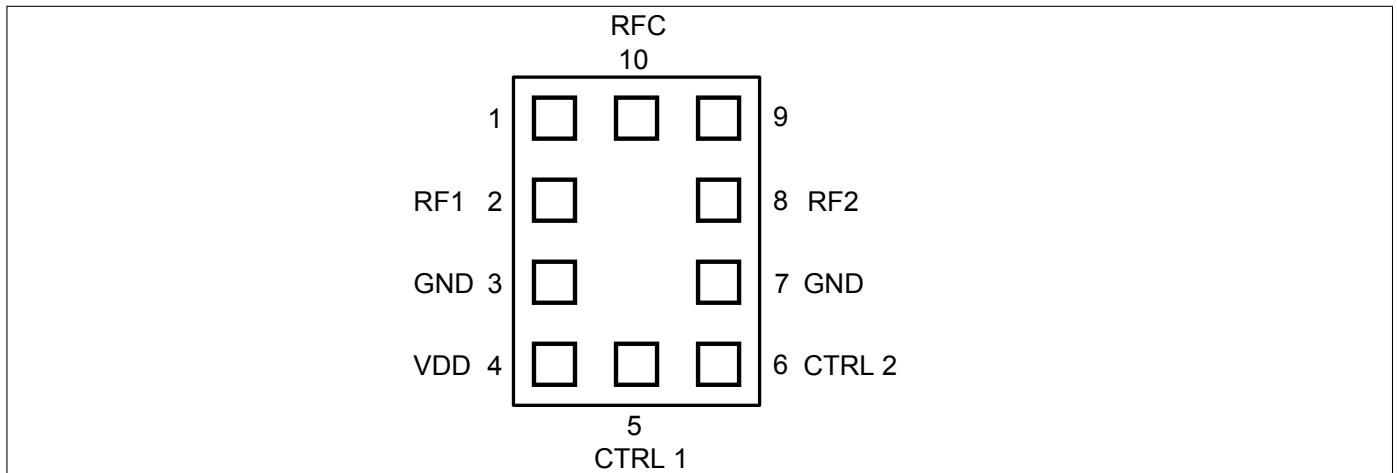 RFC
10
1 9
RF1 2 8 RF2
GND 3 7 GND
VDD 4 6 CTRL 2
5
CTRL 1